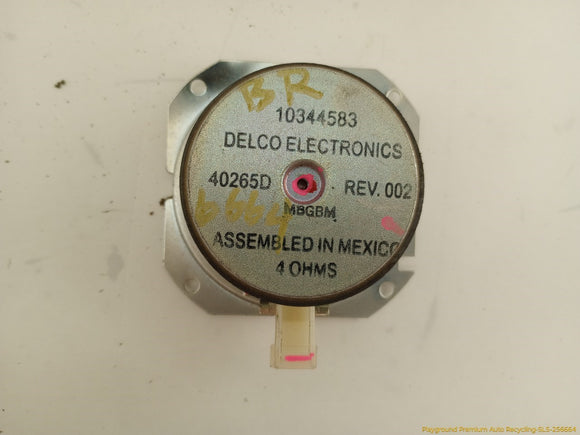 BR
10344583
DELCO ELECTRONICS
40265D REV. 002
MBGBM
6664
ASSEMBLED IN MEXICO
4 OHMS
Playground Premium Auto Recycling-SLS-256664